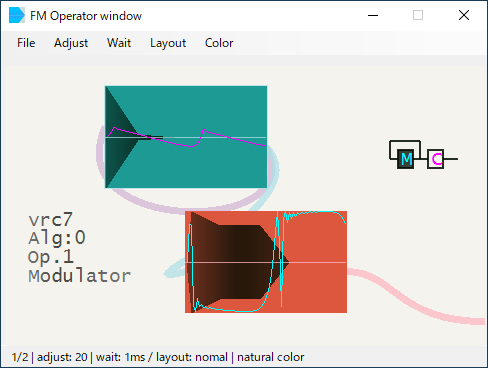 FM Operator window
File Adjust Wait Layout Color
M C
vrc7
Alg:0
Op.1
Modulator
1/2 | adjust: 20 | wait: 1ms / layout: nomal | natural color